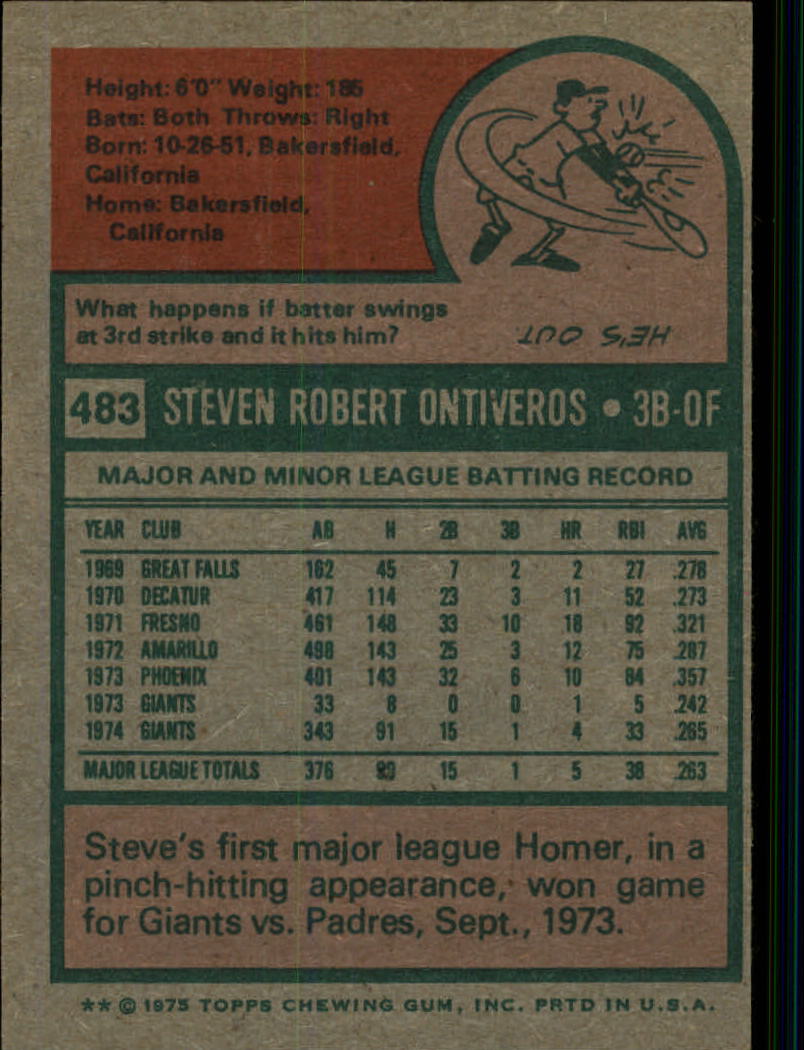 Height: 6'0" Weight: 185
Bats: Both Throws: Right
Born: 10-26-51, Bakersfield,
California
Home: Bakersfield,
California
What happens if batter swings
at 3rd strike and it hits him?
HE'S OUT
483 STEVEN ROBERT ONTIVEROS • 3B-OF
MAJOR AND MINOR LEAGUE BATTING RECORD
YEAR CLUB AB H 2B 3B HR RBI AVG
1969 GREAT FALLS 162 45 7 2 2 27 .278
1970 DECATUR 417 114 23 3 11 52 .273
1971 FRESNO 461 148 33 10 18 92 .321
1972 AMARILLO 498 143 25 3 12 75 .287
1973 PHOENIX 401 143 32 6 10 84 .357
1973 GIANTS 33 8 0 0 1 5 .242
1974 GIANTS 343 91 15 1 4 33 .265
MAJOR LEAGUE TOTALS 376 15 1 5 38 .263
Steve's first major league Homer, in a
pinch-hitting appearance, won game
for Giants vs. Padres, Sept., 1973.
** © 1975 TOPPS CHEWING GUM, INC. PRTD IN U.S.A.